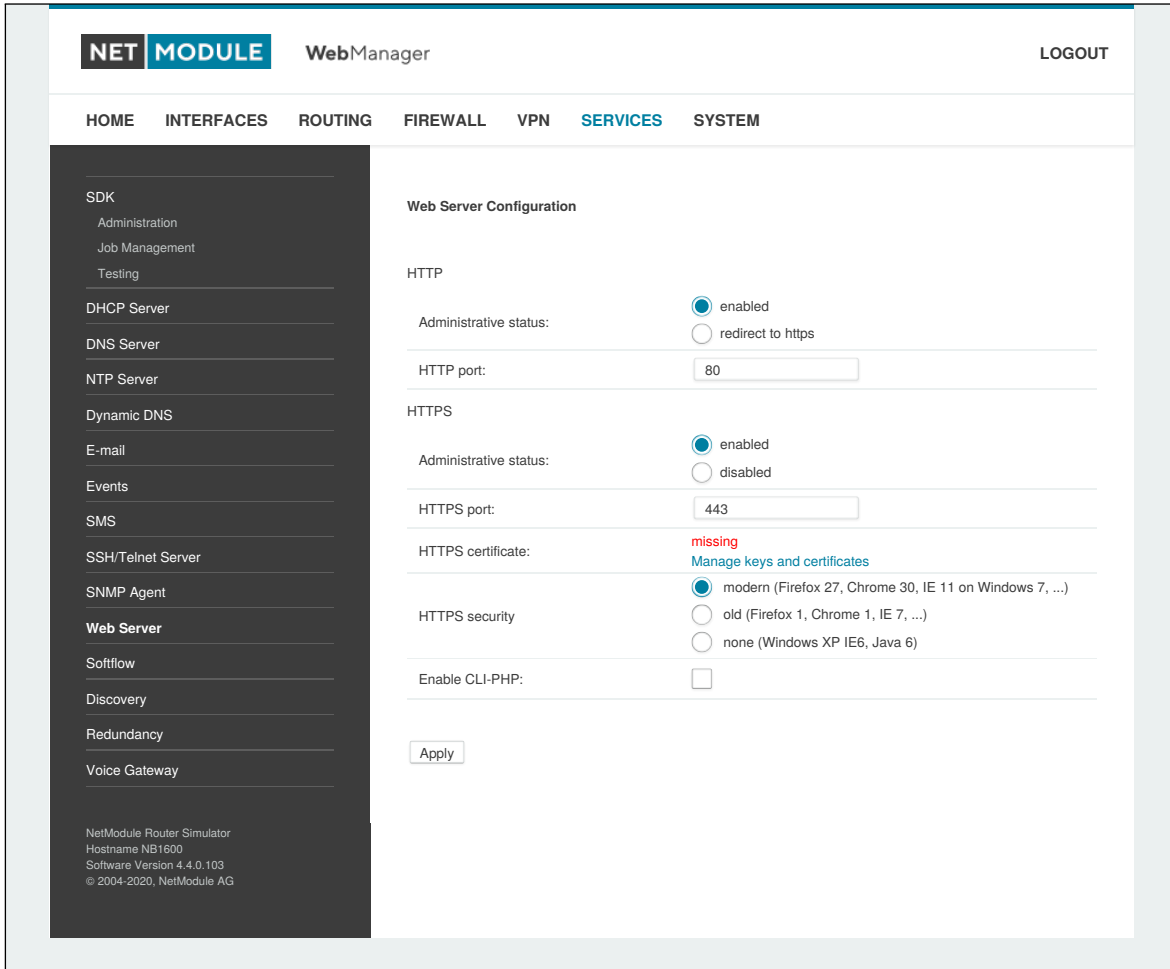 NET MODULE WebManager LOGOUT
HOME INTERFACES ROUTING FIREWALL VPN SERVICES SYSTEM
SDK
Administration
Job Management
Testing
DHCP Server
DNS Server
NTP Server
Dynamic DNS
E-mail
Events
SMS
SSH/Telnet Server
SNMP Agent
Web Server
Softflow
Discovery
Redundancy
Voice Gateway
NetModule Router Simulator
Hostname NB1600
Software Version 4.4.0.103
© 2004-2020, NetModule AG
Web Server Configuration
HTTP
Administrative status:
enabled
redirect to https
HTTP port: 80
HTTPS
Administrative status:
enabled
disabled
HTTPS port: 443
HTTPS certificate:
missing
Manage keys and certificates
HTTPS security
modern (Firefox 27, Chrome 30, IE 11 on Windows 7, ...)
old (Firefox 1, Chrome 1, IE 7, ...)
none (Windows XP IE6, Java 6)
Enable CLI-PHP:
Apply